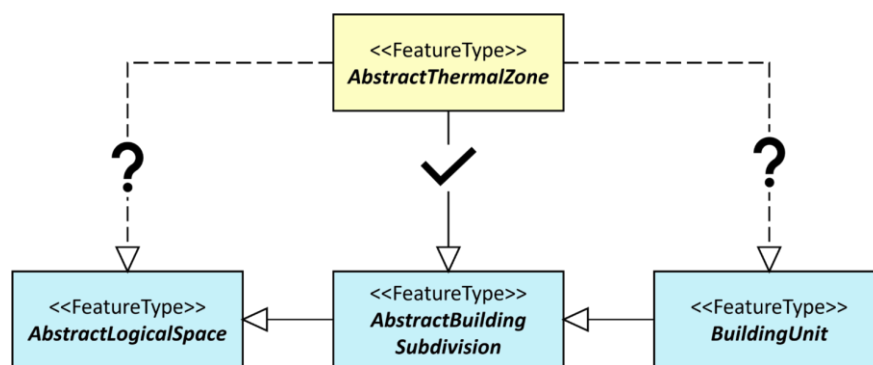 <<FeatureType>>
AbstractThermalZone
?
?
<<FeatureType>>
AbstractLogicalSpace
<<FeatureType>>
AbstractBuilding
Subdivision
<<FeatureType>>
BuildingUnit